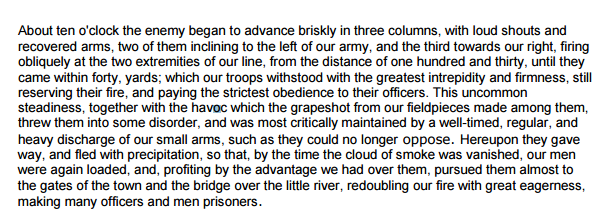 About ten o'clock the enemy began to advance briskly in three columns, with loud shouts and
recovered arms, two of them inclining to the left of our army, and the third towards our right, firing
obliquely at the two extremities of our line, from the distance of one hundred and thirty, until they
came within forty, yards; which our troops withstood with the greatest intrepidity and firmness, still
reserving their fire, and paying the strictest obedience to their officers. This uncommon
steadiness, together with the havoc which the grapeshot from our fieldpieces made among them,
threw them into some disorder, and was most critically maintained by a well-timed, regular, and
heavy discharge of our small arms, such as they could no longer oppose. Hereupon they gave
way, and fled with precipitation, so that, by the time the cloud of smoke was vanished, our men
were again loaded, and, profiting by the advantage we had over them, pursued them almost to
the gates of the town and the bridge over the little river, redoubling our fire with great eagerness,
making many officers and men prisoners.